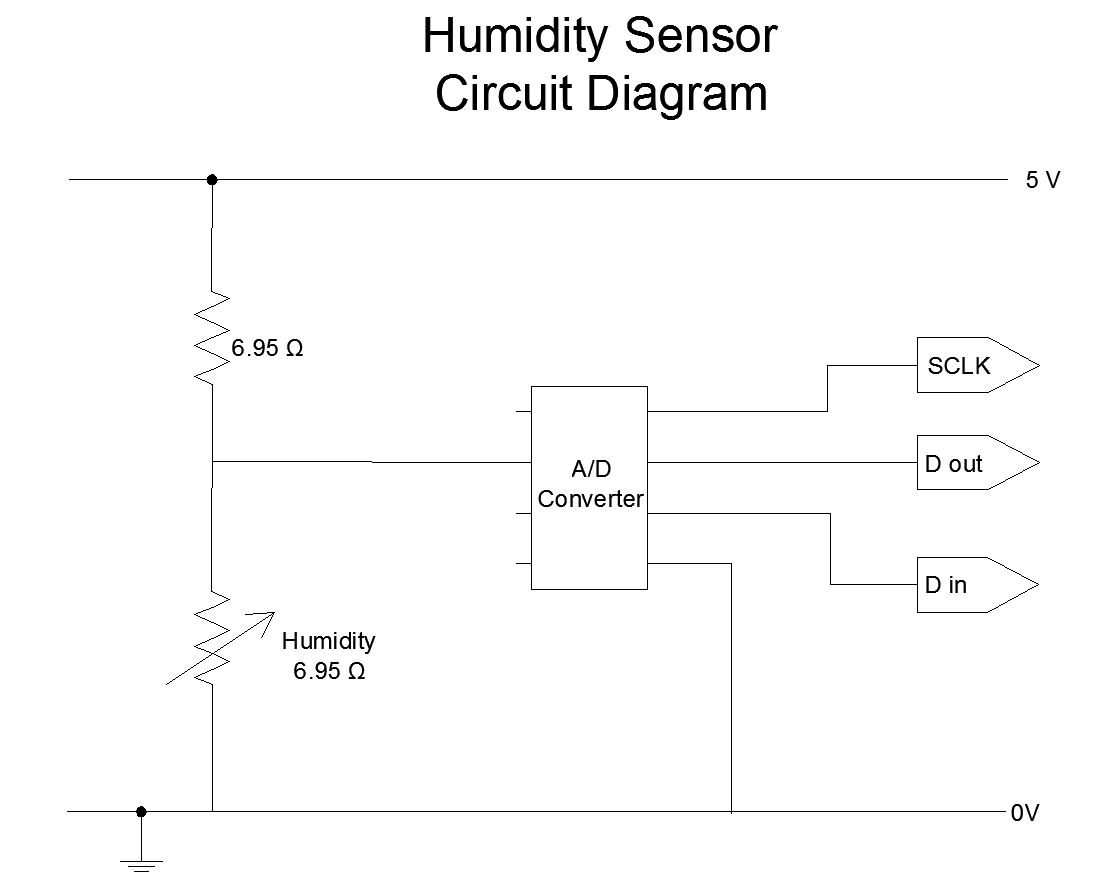 Humidity Sensor
Circuit Diagram
5 V
6.95 Ω
SCLK
D out
A/D
Converter
D in
Humidity
6.95 Ω
0V